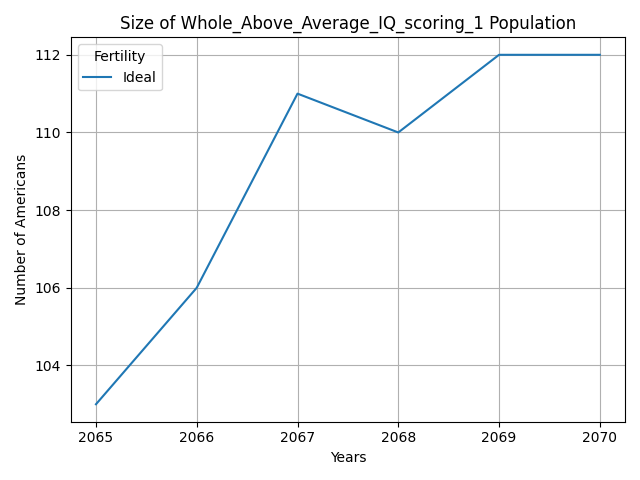 Size of Whole_Above_Average_IQ_scoring_1 Population
Fertility
Ideal
Number of Americans
112
110
108
106
104
2065 2066 2067 2068 2069 2070
Years